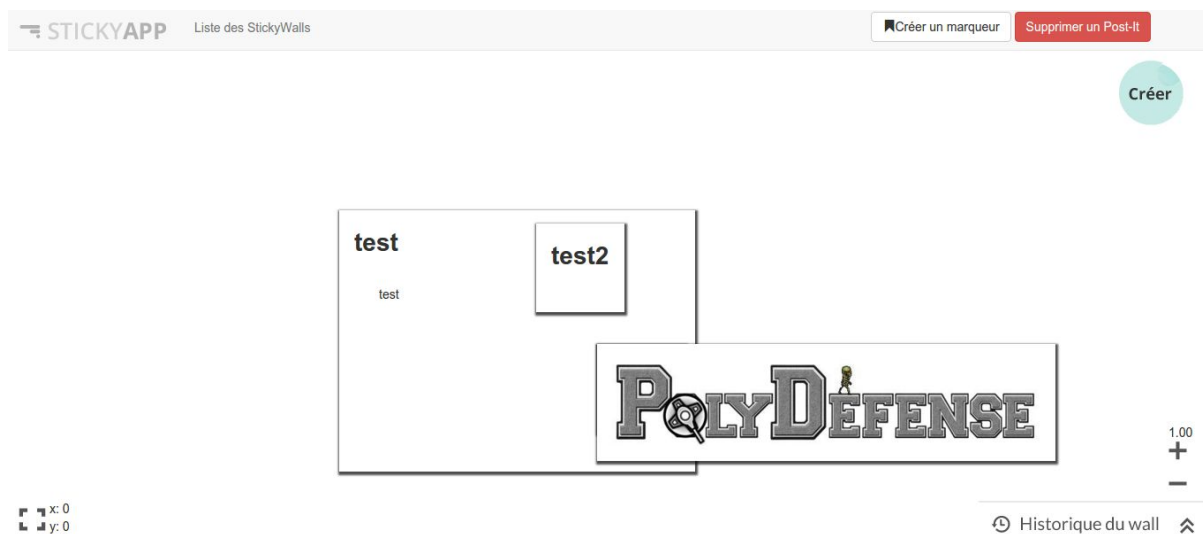 STICKYAPP
Liste des StickyWalls
Créer un marqueur
Supprimer un Post-It
Créer
test
test2
test
POLYDEFENSE
1.00
x: 0
y: 0
Historique du wall